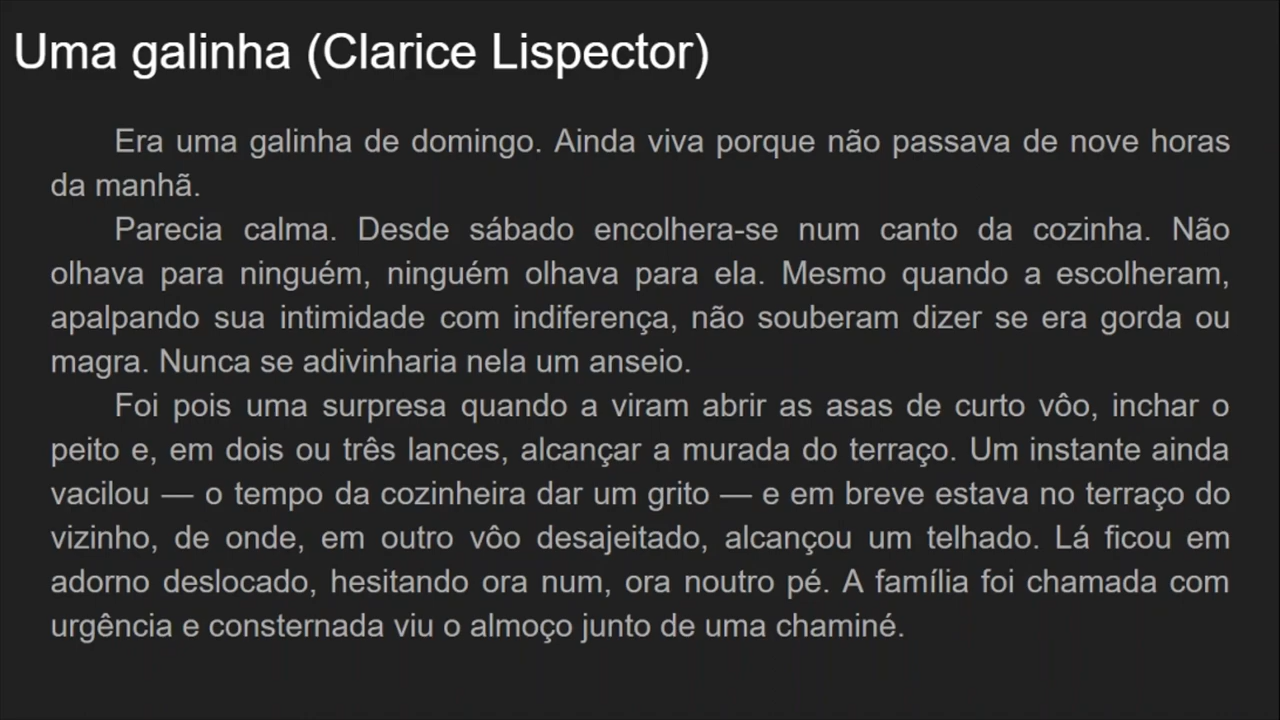 Uma galinha (Clarice Lispector)
Era uma galinha de domingo. Ainda viva porque não passava de nove horas
da manhã.
Parecia calma. Desde sábado encolhera-se num canto da cozinha. Não
olhava para ninguém, ninguém olhava para ela. Mesmo quando a escolheram,
apalpando sua intimidade com indiferença, não souberam dizer se era gorda ou
magra. Nunca se adivinharia nela um anseio.
Foi pois uma surpresa quando a viram abrir as asas de curto vôo, inchar o
peito e, em dois ou três lances, alcançar a murada do terraço. Um instante ainda
vacilou — o tempo da cozinheira dar um grito — e em breve estava no terraço do
vizinho, de onde, em outro vôo desajeitado, alcançou um telhado. Lá ficou em
adorno deslocado, hesitando ora num, ora noutro pé. A família foi chamada com
urgência e consternada viu o almoço junto de uma chaminé.